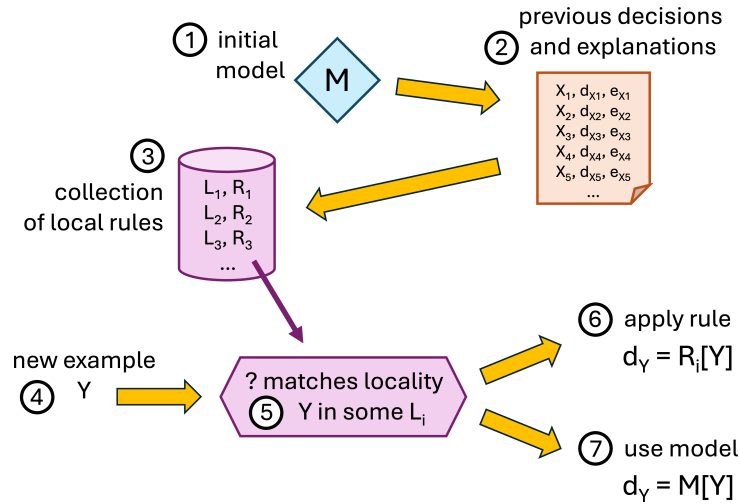 1 initial
model
M
previous decisions
2 and explanations
X₁, dₓ₁, eₓ₁
X₂, dₓ₂, eₓ₂
X₃, dₓ₃, eₓ₃
X₄, dₓ₄, eₓ₄
X₅, dₓ₅, eₓ₅
...
3
collection
of local rules
L₁, R₁
L₂, R₂
L₃, R₃
...
new example
4 Y
? matches locality
5 Y in some Lᵢ
6 apply rule
d_Y = Rᵢ[Y]
7 use model
d_Y = M[Y]